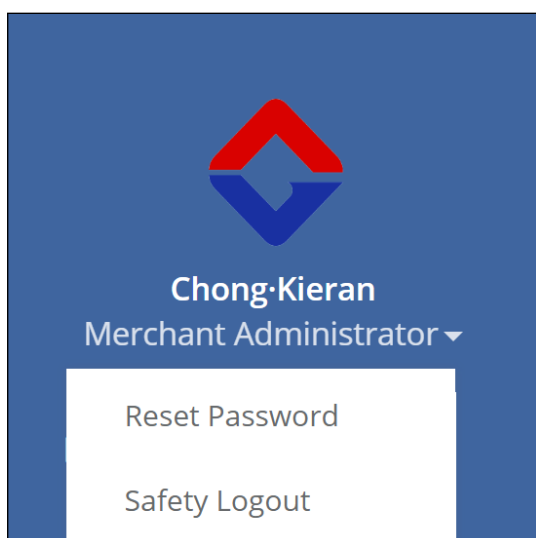 Chong·Kieran
Merchant Administrator
Reset Password
Safety Logout